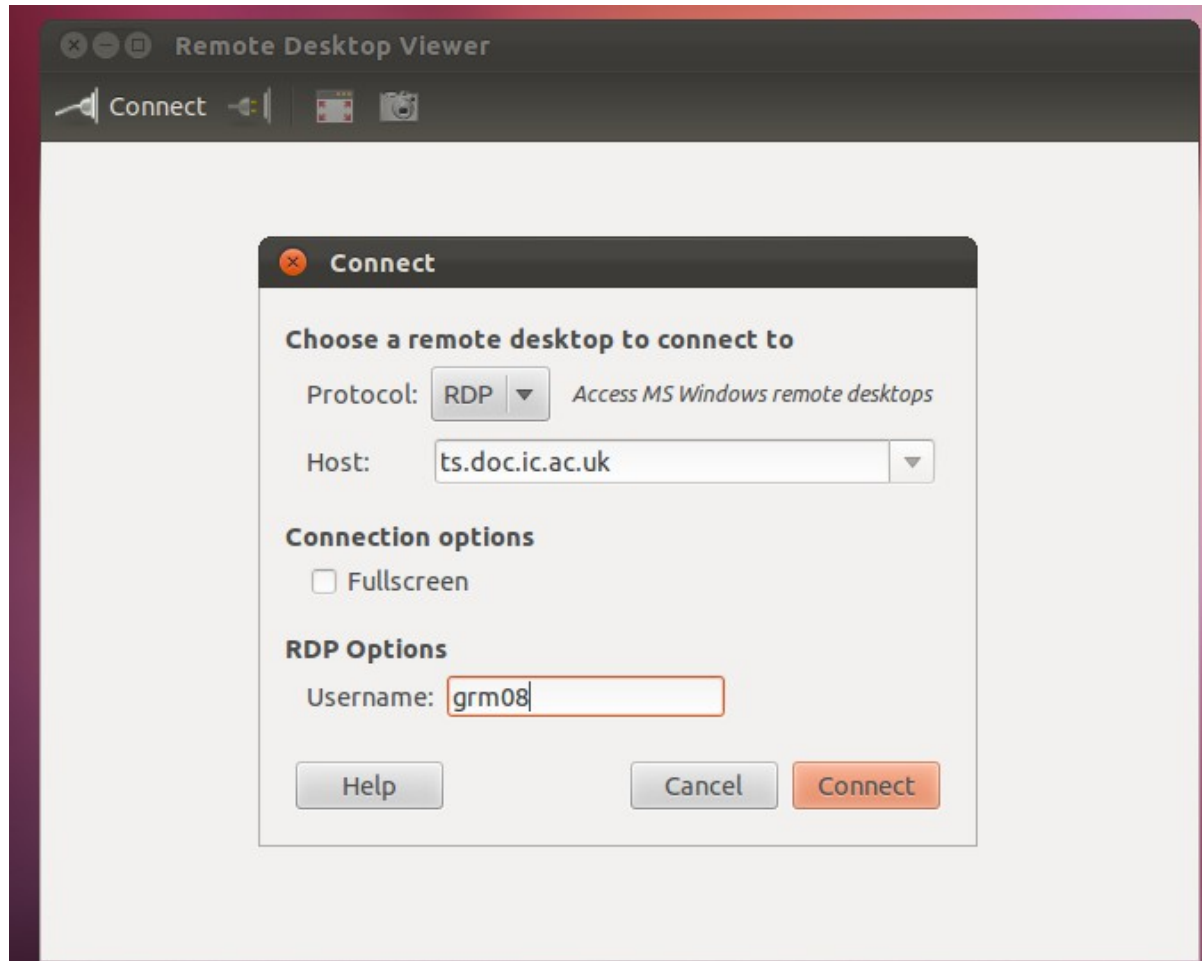 Remote Desktop Viewer
Connect
Connect
Choose a remote desktop to connect to
Protocol: RDP Access MS Windows remote desktops
Host: ts.doc.ic.ac.uk
Connection options
Fullscreen
RDP Options
Username: grm08
Help Cancel Connect